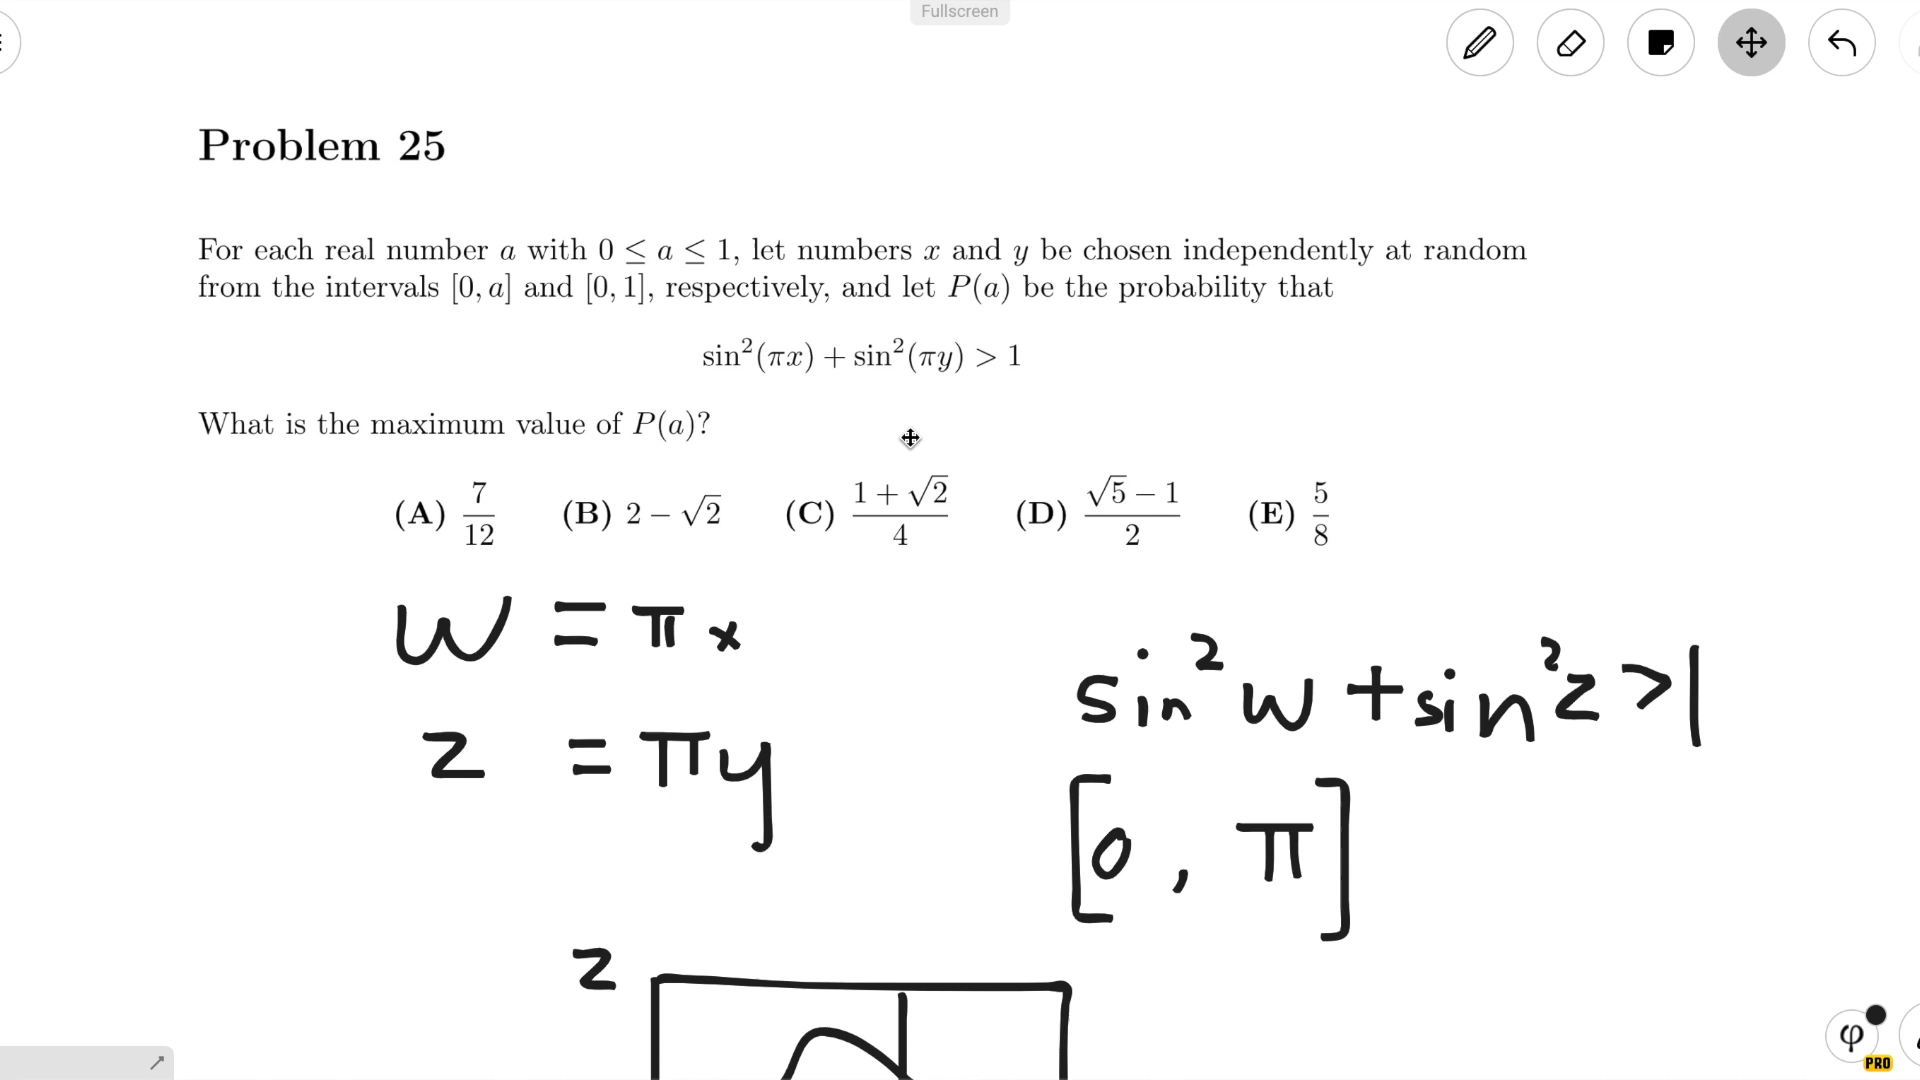 Fullscreen
Problem 25
For each real number a with 0 ≤ a ≤ 1, let numbers x and y be chosen independently at random
from the intervals [0, a] and [0, 1], respectively, and let P(a) be the probability that
sin²(πx) + sin²(πy) > 1
What is the maximum value of P(a)?
(A) 7/12 (B) 2 − √2 (C) (1 + √2)/4 (D) (√5 − 1)/2 (E) 5/8
w = πx
sin²w + sin²z > 1
z = πy
[0, π]
z
φ
PRO